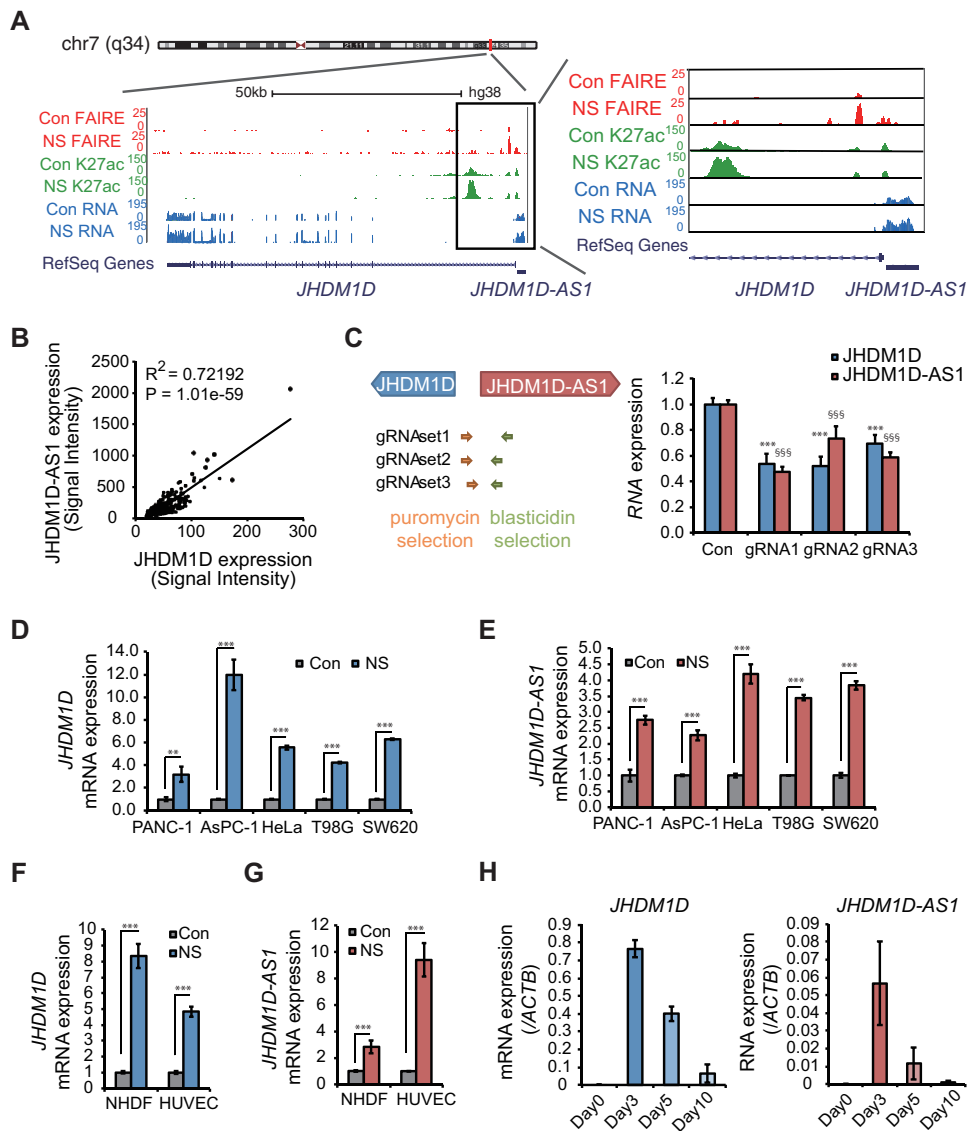 A
chr7 (q34)
21.11
50kb
hg38
Con FAIRE
25
0
NS FAIRE
25
0
Con K27ac
150
0
NS K27ac
150
0
Con RNA
195
0
NS RNA
195
0
RefSeq Genes
JHDM1D
JHDM1D-AS1
Con FAIRE
25
0
NS FAIRE
25
0
Con K27ac
150
0
NS K27ac
150
0
Con RNA
195
0
NS RNA
195
0
RefSeq Genes
JHDM1D
JHDM1D-AS1
B
JHDM1D-AS1 expression
(Signal Intensity)
2500
2000
1500
1000
500
0
R2 = 0.72192
P = 1.01e-59
0 100 200 300
JHDM1D expression
(Signal Intensity)
C
JHDM1D
JHDM1D-AS1
gRNAset1
gRNAset2
gRNAset3
puromycin
selection
blasticidin
selection
JHDM1D
JHDM1D-AS1
RNA expression
1.2
1.0
0.8
0.6
0.4
0.2
0.0
*** §§§ *** §§§ *** §§§
Con gRNA1 gRNA2 gRNA3
D
JHDM1D
mRNA expression
14.0
12.0
10.0
8.0
6.0
4.0
2.0
0.0
Con NS
** *** *** *** ***
PANC-1 AsPC-1 HeLa T98G SW620
E
JHDM1D-AS1
mRNA expression
5.0
4.5
4.0
3.5
3.0
2.5
2.0
1.5
1.0
0.5
0.0
Con NS
*** *** *** *** ***
PANC-1 AsPC-1 HeLa T98G SW620
F
JHDM1D
mRNA expression
10
9
8
7
6
5
4
3
2
1
0
Con
NS
*** ***
NHDF HUVEC
G
JHDM1D-AS1
mRNA expression
12
10
8
6
4
2
0
Con
NS
*** ***
NHDF HUVEC
H
JHDM1D
mRNA expression
(/ACTB)
0.9
0.8
0.7
0.6
0.5
0.4
0.3
0.2
0.1
0
Day0 Day3 Day5 Day10
JHDM1D-AS1
RNA expression
(/ACTB)
0.09
0.08
0.07
0.06
0.05
0.04
0.03
0.02
0.01
0
Day0 Day3 Day5 Day10